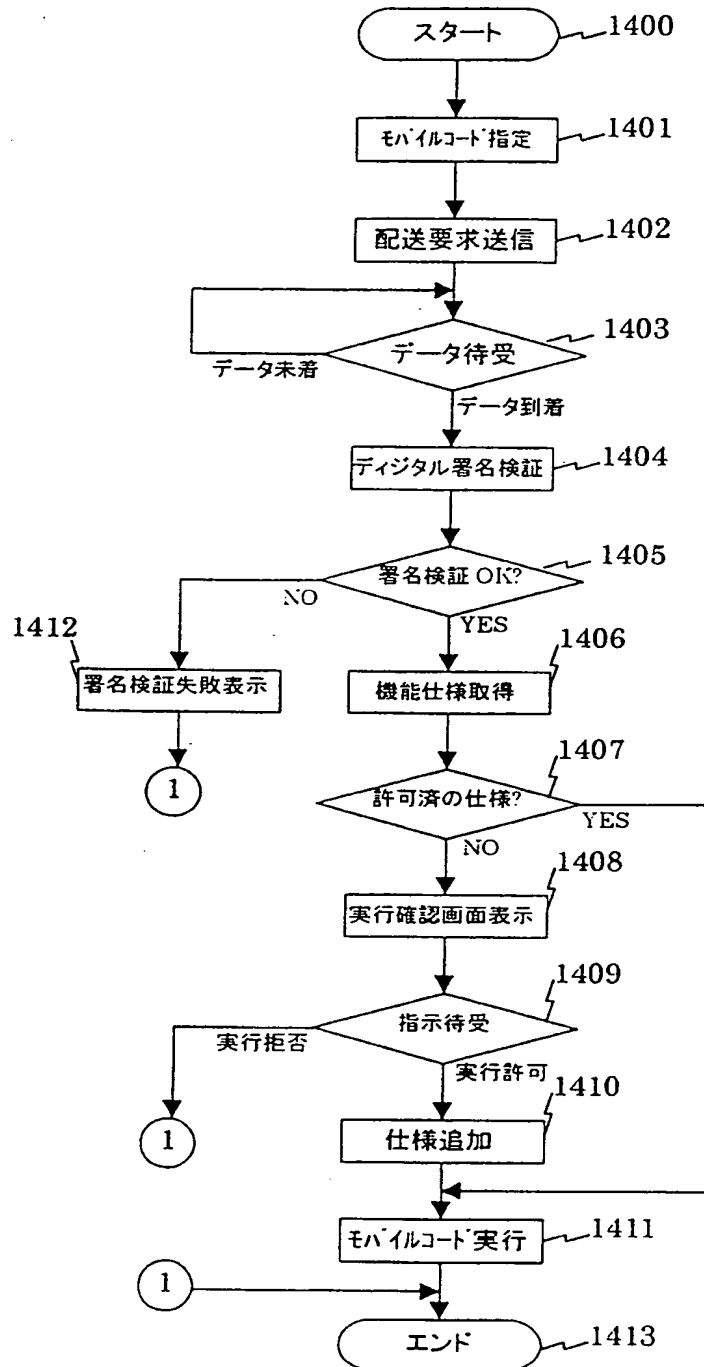 スタート
1400
モバイルコード指定
1401
配送要求送信
1402
1403
データ待受
データ未着
データ到着
ディジタル署名検証
1404
1405
署名検証 OK?
NO
YES
1412
署名検証失敗表示
1406
機能仕様取得
1
1407
許可済の仕様?
YES
NO
1408
実行確認画面表示
1409
指示待受
実行拒否
実行許可
1410
1
仕様追加
モバイルコード実行
1411
1
エンド
1413